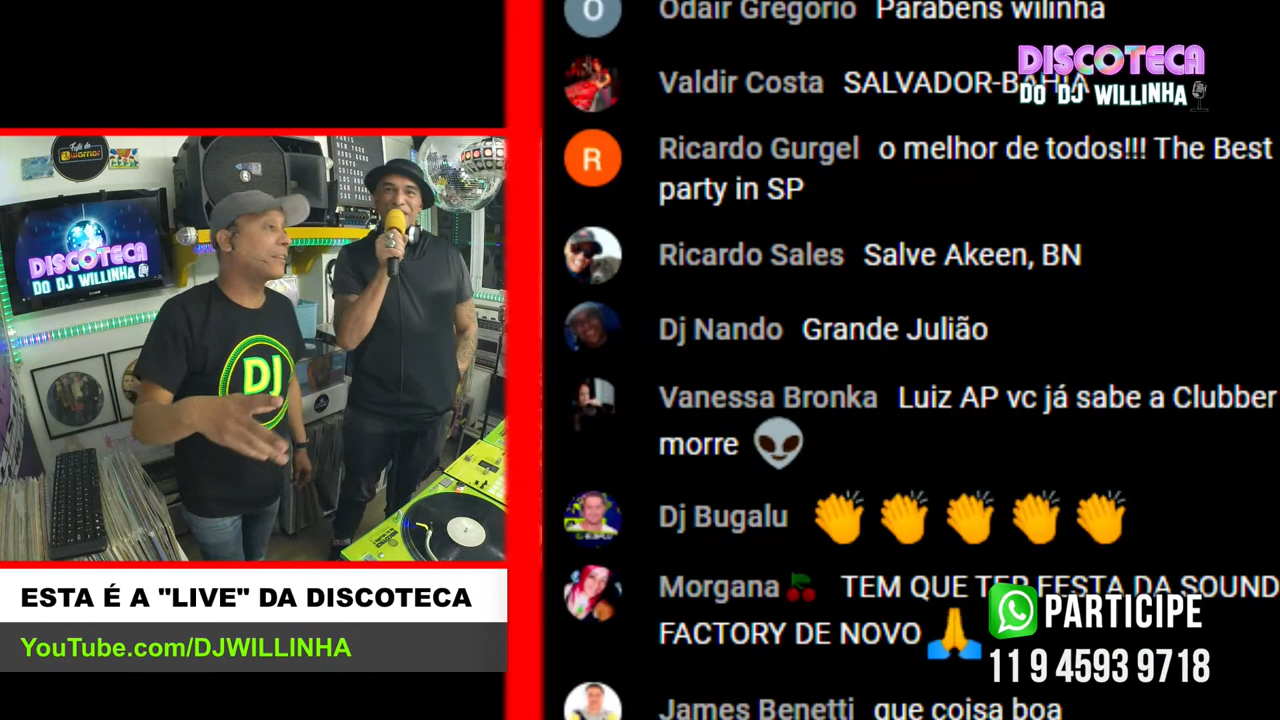 Odair Gregorio Parabens wilinha
Valdir Costa SALVADOR-BAHIA
DISCOTECA
DO DJ WILLINHA
Ricardo Gurgel o melhor de todos!!! The Best
party in SP
Ricardo Sales Salve Akeen, BN
Dj Nando Grande Julião
Vanessa Bronka Luiz AP vc já sabe a Clubber
morre 👽
Dj Bugalu 👏 👏 👏 👏 👏
Morgana🍒 TEM QUE TER FESTA DA SOUND
FACTORY DE NOVO 🙏
James Benetti que coisa boa
PARTICIPE
11 9 4593 9718
O
R
DISCOTECA
DO DJ WILLINHA
DJ
ESTA É A "LIVE" DA DISCOTECA
YouTube.com/DJWILLINHA